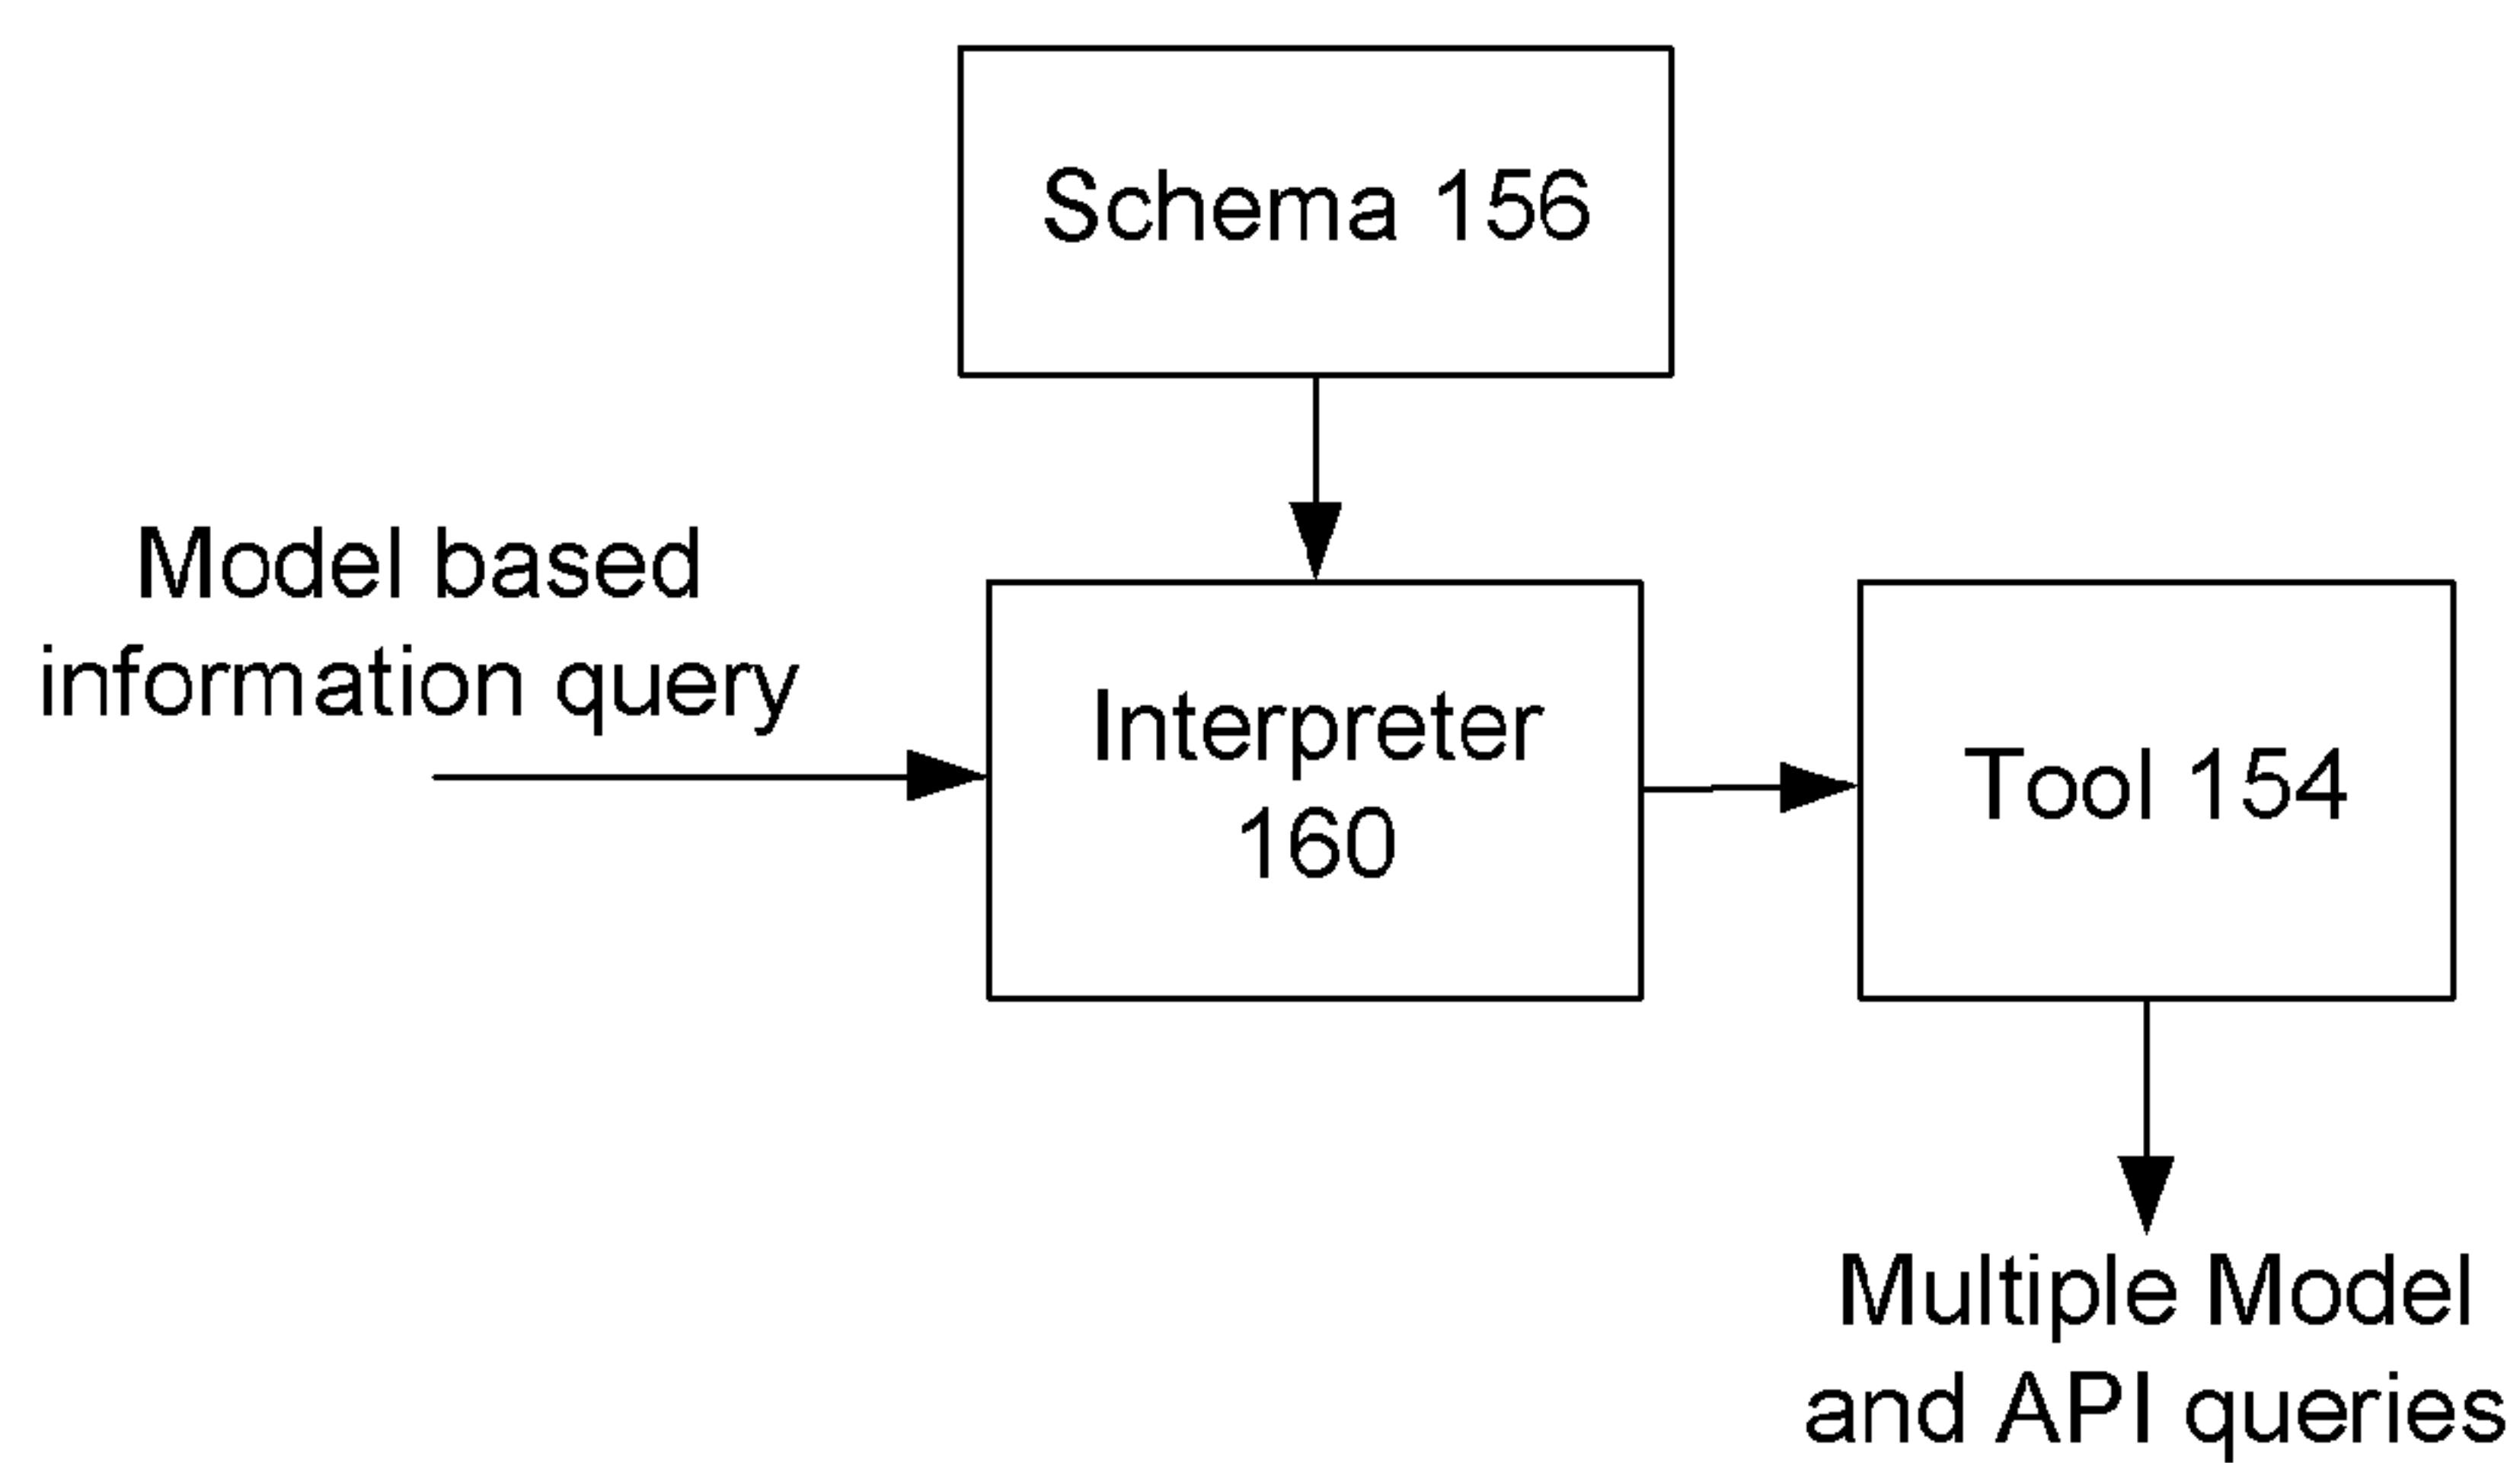 Schema 156
Model based
information query
Interpreter
160
Tool 154
Multiple Model
and API queries